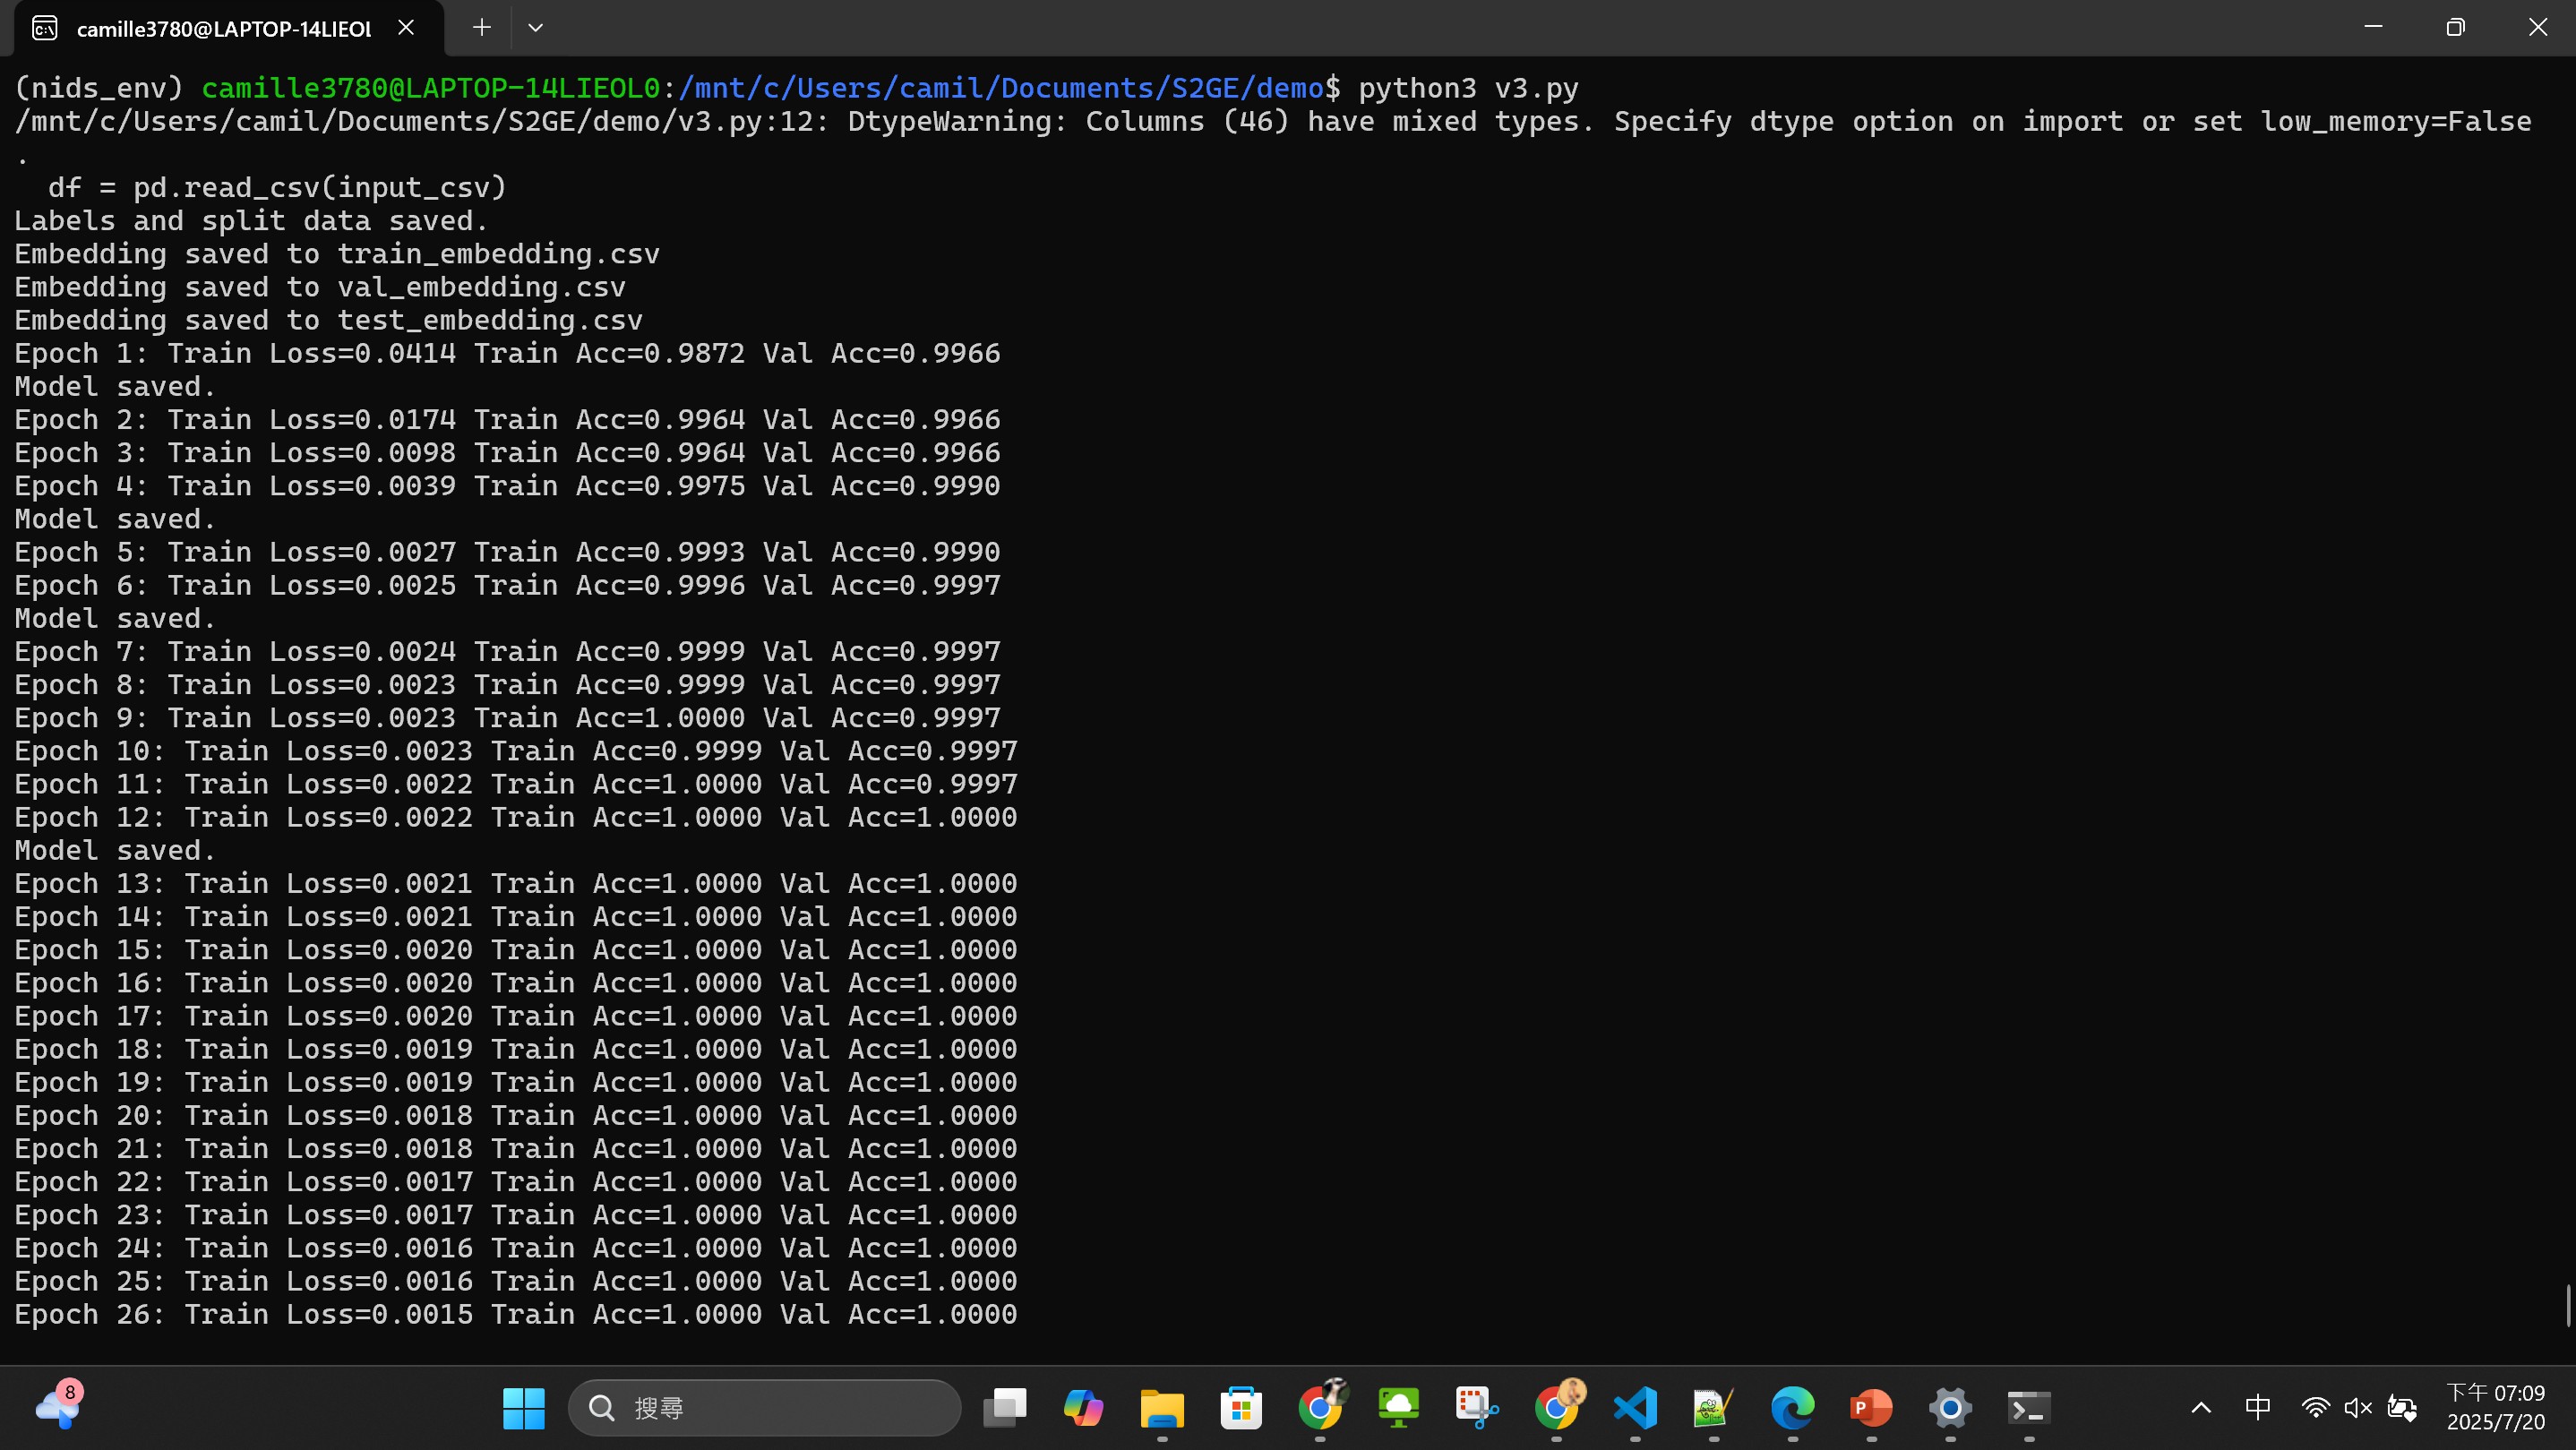 camille3780@LAPTOP-14LIEOL
(nids_env) camille3780@LAPTOP-14LIEOL0:/mnt/c/Users/camil/Documents/S2GE/demo$ python3 v3.py
/mnt/c/Users/camil/Documents/S2GE/demo/v3.py:12: DtypeWarning: Columns (46) have mixed types. Specify dtype option on import or set low_memory=False
.
  df = pd.read_csv(input_csv)
Labels and split data saved.
Embedding saved to train_embedding.csv
Embedding saved to val_embedding.csv
Embedding saved to test_embedding.csv
Epoch 1: Train Loss=0.0414 Train Acc=0.9872 Val Acc=0.9966
Model saved.
Epoch 2: Train Loss=0.0174 Train Acc=0.9964 Val Acc=0.9966
Epoch 3: Train Loss=0.0098 Train Acc=0.9964 Val Acc=0.9966
Epoch 4: Train Loss=0.0039 Train Acc=0.9975 Val Acc=0.9990
Model saved.
Epoch 5: Train Loss=0.0027 Train Acc=0.9993 Val Acc=0.9990
Epoch 6: Train Loss=0.0025 Train Acc=0.9996 Val Acc=0.9997
Model saved.
Epoch 7: Train Loss=0.0024 Train Acc=0.9999 Val Acc=0.9997
Epoch 8: Train Loss=0.0023 Train Acc=0.9999 Val Acc=0.9997
Epoch 9: Train Loss=0.0023 Train Acc=1.0000 Val Acc=0.9997
Epoch 10: Train Loss=0.0023 Train Acc=0.9999 Val Acc=0.9997
Epoch 11: Train Loss=0.0022 Train Acc=1.0000 Val Acc=0.9997
Epoch 12: Train Loss=0.0022 Train Acc=1.0000 Val Acc=1.0000
Model saved.
Epoch 13: Train Loss=0.0021 Train Acc=1.0000 Val Acc=1.0000
Epoch 14: Train Loss=0.0021 Train Acc=1.0000 Val Acc=1.0000
Epoch 15: Train Loss=0.0020 Train Acc=1.0000 Val Acc=1.0000
Epoch 16: Train Loss=0.0020 Train Acc=1.0000 Val Acc=1.0000
Epoch 17: Train Loss=0.0020 Train Acc=1.0000 Val Acc=1.0000
Epoch 18: Train Loss=0.0019 Train Acc=1.0000 Val Acc=1.0000
Epoch 19: Train Loss=0.0019 Train Acc=1.0000 Val Acc=1.0000
Epoch 20: Train Loss=0.0018 Train Acc=1.0000 Val Acc=1.0000
Epoch 21: Train Loss=0.0018 Train Acc=1.0000 Val Acc=1.0000
Epoch 22: Train Loss=0.0017 Train Acc=1.0000 Val Acc=1.0000
Epoch 23: Train Loss=0.0017 Train Acc=1.0000 Val Acc=1.0000
Epoch 24: Train Loss=0.0016 Train Acc=1.0000 Val Acc=1.0000
Epoch 25: Train Loss=0.0016 Train Acc=1.0000 Val Acc=1.0000
Epoch 26: Train Loss=0.0015 Train Acc=1.0000 Val Acc=1.0000
8
搜尋
中
下午 07:09
2025/7/20